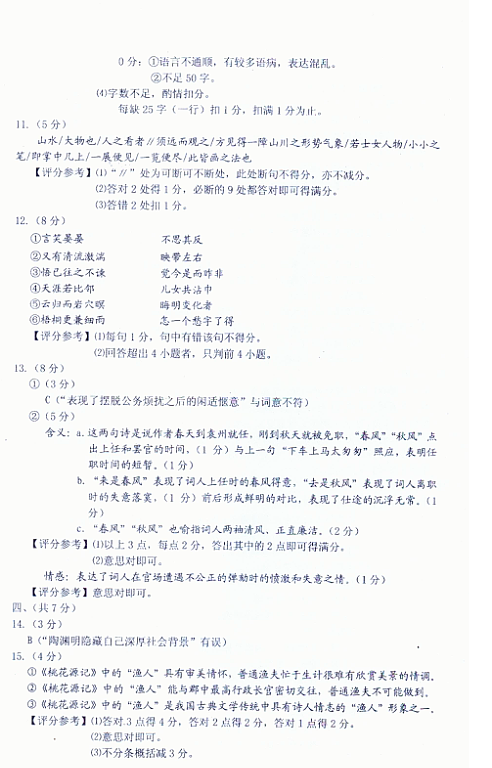 0 分：①语言不通顺，有较多语病，表达混乱。
②不足 50 字。
⑷字数不足，酌情扣分。
每缺 25 字（一行）扣 1 分，扣满 1 分为止。
11.（5 分）
山水/大物也/人之看者∥须远而观之/方见得一障山川之形势气象/若士女人物/小小之
笔/即掌中几上/一展便见/一览便尽/此皆画之法也
【评分参考】⑴“∥”处为可断可不断处，此处断句不得分，亦不减分。
⑵答对 2 处得 1 分，必断的 9 处都答对即可得满分。
⑶答错 2 处扣 1 分。
12.（8 分）
①言笑晏晏 不思其反
②又有清流激湍 映带左右
③悟已往之不谏 觉今是而昨非
④天涯若比邻 儿女共沾巾
⑤云归而岩穴暝 晦明变化者
⑥梧桐更兼细雨 怎一个愁字了得
【评分参考】⑴每句 1 分，句中有错该句不得分。
⑵回答超出 4 小题者，只判前 4 小题。
13.（8 分）
①（3 分）
C（“表现了摆脱公务烦扰之后的闲适惬意”与词意不符）
②（5 分）
含义：a. 这两句诗是说作者春天到袁州就任，刚到秋天就被免职，“春风”“秋风”点
出上任和罢官的时间，（1 分）与上一句“下车上马太匆匆”照应，表明任
职时间的短暂。（1 分）
b. “来是春风”表现了词人上任时的春风得意，“去是秋风”表现了词人离职
时的失意落寞，（1 分）前后形成鲜明的对比，表现了仕途的沉浮无常。（1
分）
c. “春风”“秋风”也偷指词人两袖清风、正直廉洁。（2 分）
【评分参考】⑴以上 3 点，每点 2 分，答出其中的 2 点即可得满分。
⑵意思对即可。
情感：表达了词人在官场遭遇不公正的弹劾时的愤激和失意之情。（1 分）
【评分参考】意思对即可。
四、（共 7 分）
14.（3 分）
B（“陶渊明隐藏自己深厚社会背景”有误）
15.（4 分）
①《桃花源记》中的“渔人”具有审美情怀，普通渔夫忙于生计很难有欣赏美景的情调。
②《桃花源记》中的“渔人”能与郡中最高行政长官密切交往，普通渔夫不可能做到。
③《桃花源记》中的“渔人”是我国古典文学传统中具有诗人情志的“渔人”形象之一。
【评分参考】⑴答对 3 点得 4 分，答对 2 点得 2 分，答对 1 点得 2 分。
⑵意思对即可。
⑶不分条概括减 3 分。